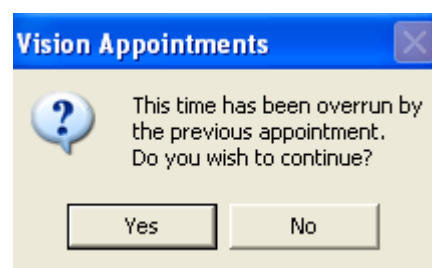 Vision Appointments
?
This time has been overrun by
the previous appointment.
Do you wish to continue?
Yes No